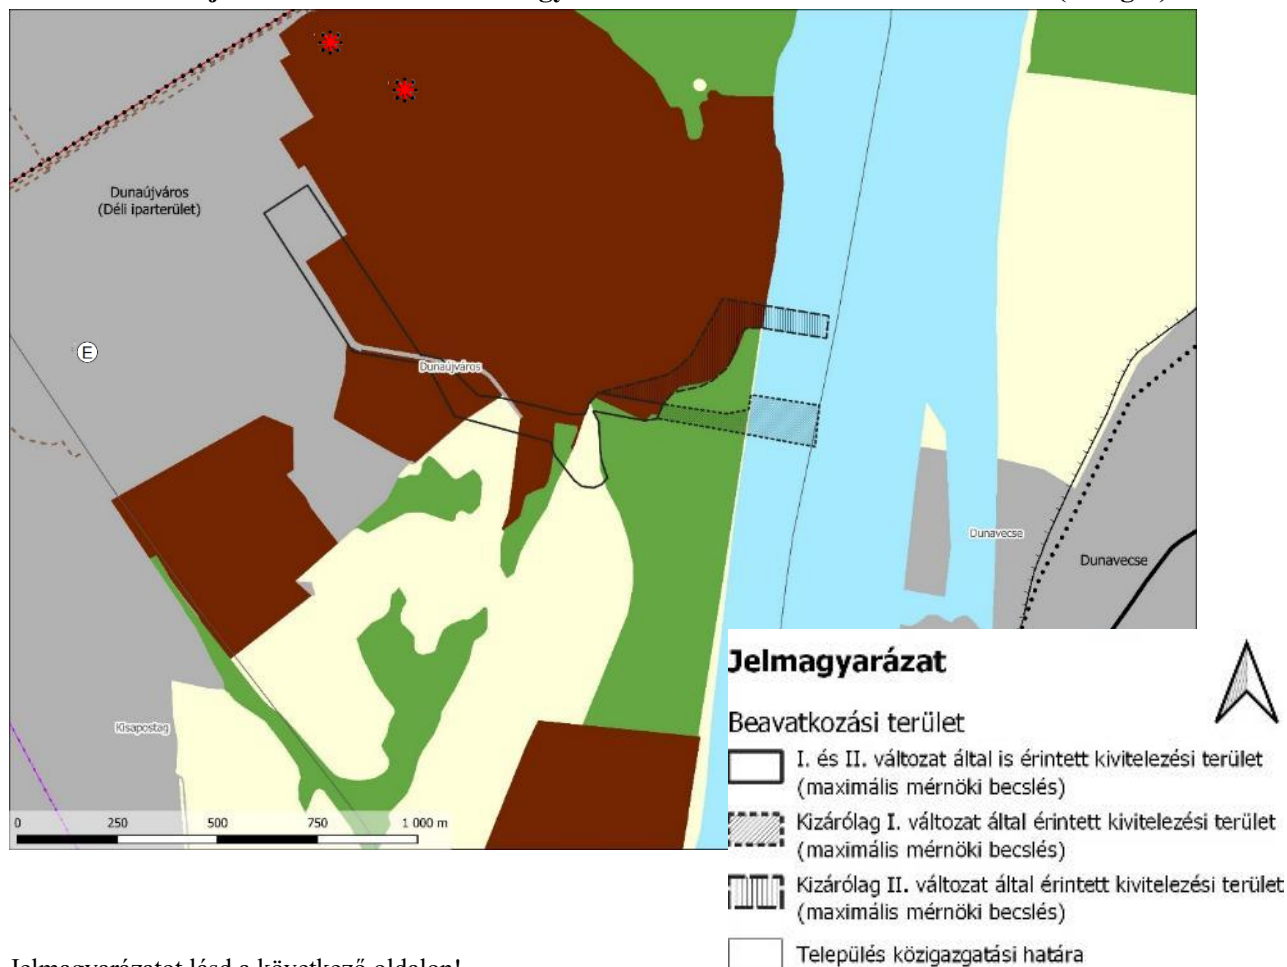 Dunaújváros
(Déli iparterület)
E
Dunaújváros
Dunavecse
Dunavecse
Kisapostag
0 250 500 750 1 000 m
Jelmagyarázat
Beavatkozási terület
I. és II. változat által is érintett kivitelezési terület
(maximális mérnöki becslés)
Kizárólag I. változat által érintett kivitelezési terület
(maximális mérnöki becslés)
Kizárólag II. változat által érintett kivitelezési terület
(maximális mérnöki becslés)
Település közigazgatási határa
Jelmagyarázatot lásd a következő oldalon!